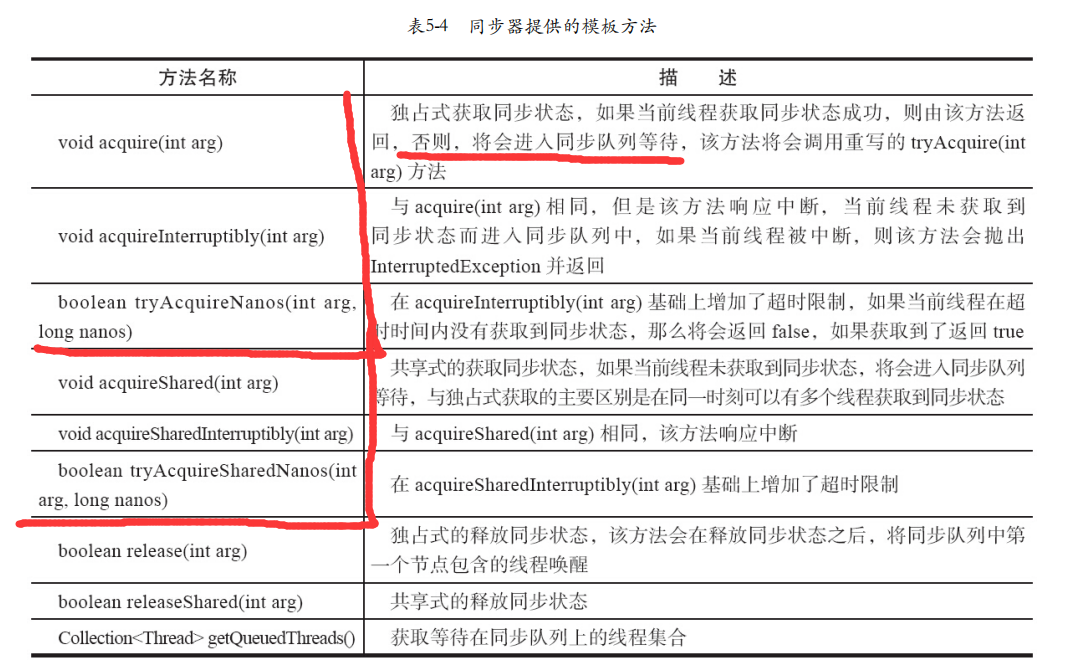 表5-4 同步器提供的模板方法
方法名称 描 述
void acquire(int arg)
独占式获取同步状态，如果当前线程获取同步状态成功，则由该方法返
回，否则，将会进入同步队列等待，该方法将会调用重写的 tryAcquire(int
arg) 方法
void acquireInterruptibly(int arg)
与 acquire(int arg) 相同，但是该方法响应中断，当前线程未获取到
同步状态而进入同步队列中，如果当前线程被中断，则该方法会抛出
InterruptedException 并返回
boolean tryAcquireNanos(int arg,
long nanos)
在 acquireInterruptibly(int arg) 基础上增加了超时限制，如果当前线程在超
时时间内没有获取到同步状态，那么将会返回 false，如果获取到了返回 true
void acquireShared(int arg)
共享式的获取同步状态，如果当前线程未获取到同步状态，将会进入同步队列
等待，与独占式获取的主要区别是在同一时刻可以有多个线程获取到同步状态
void acquireSharedInterruptibly(int arg)
与 acquireShared(int arg) 相同，该方法响应中断
boolean tryAcquireSharedNanos(int
arg, long nanos)
在 acquireSharedInterruptibly(int arg) 基础上增加了超时限制
boolean release(int arg)
独占式的释放同步状态，该方法会在释放同步状态之后，将同步队列中第
一个节点包含的线程唤醒
boolean releaseShared(int arg)
共享式的释放同步状态
Collection<Thread> getQueuedThreads()
获取等待在同步队列上的线程集合